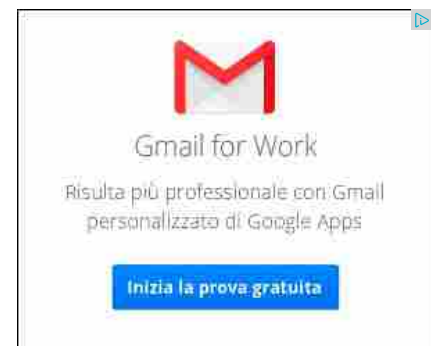 Gmail for Work
Risulta più professionale con Gmail
personalizzato di Google Apps
Inizia la prova gratuita